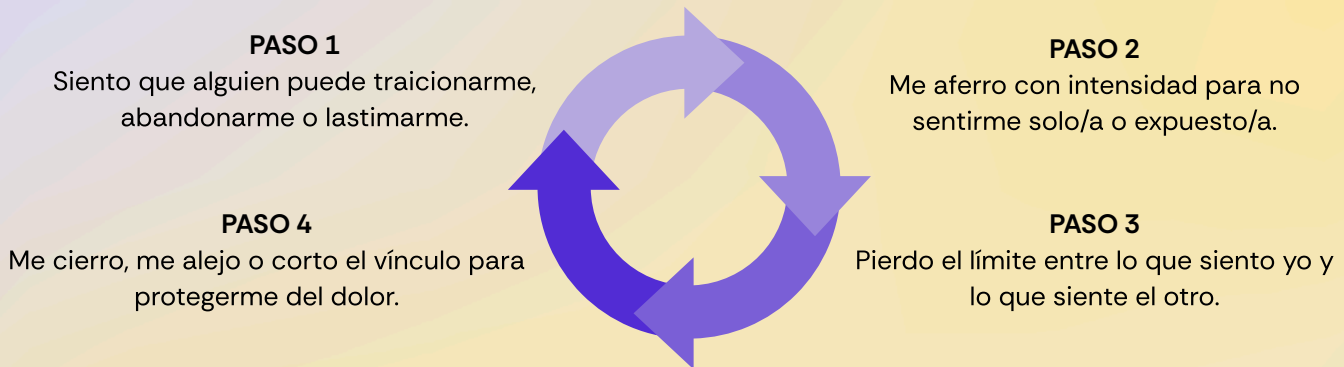 PASO 1
Siento que alguien puede traicionarme,
abandonarme o lastimarme.
PASO 2
Me aferro con intensidad para no
sentirme solo/a o expuesto/a.
PASO 3
Pierdo el límite entre lo que siento yo y
lo que siente el otro.
PASO 4
Me cierro, me alejo o corto el vínculo para
protegerme del dolor.